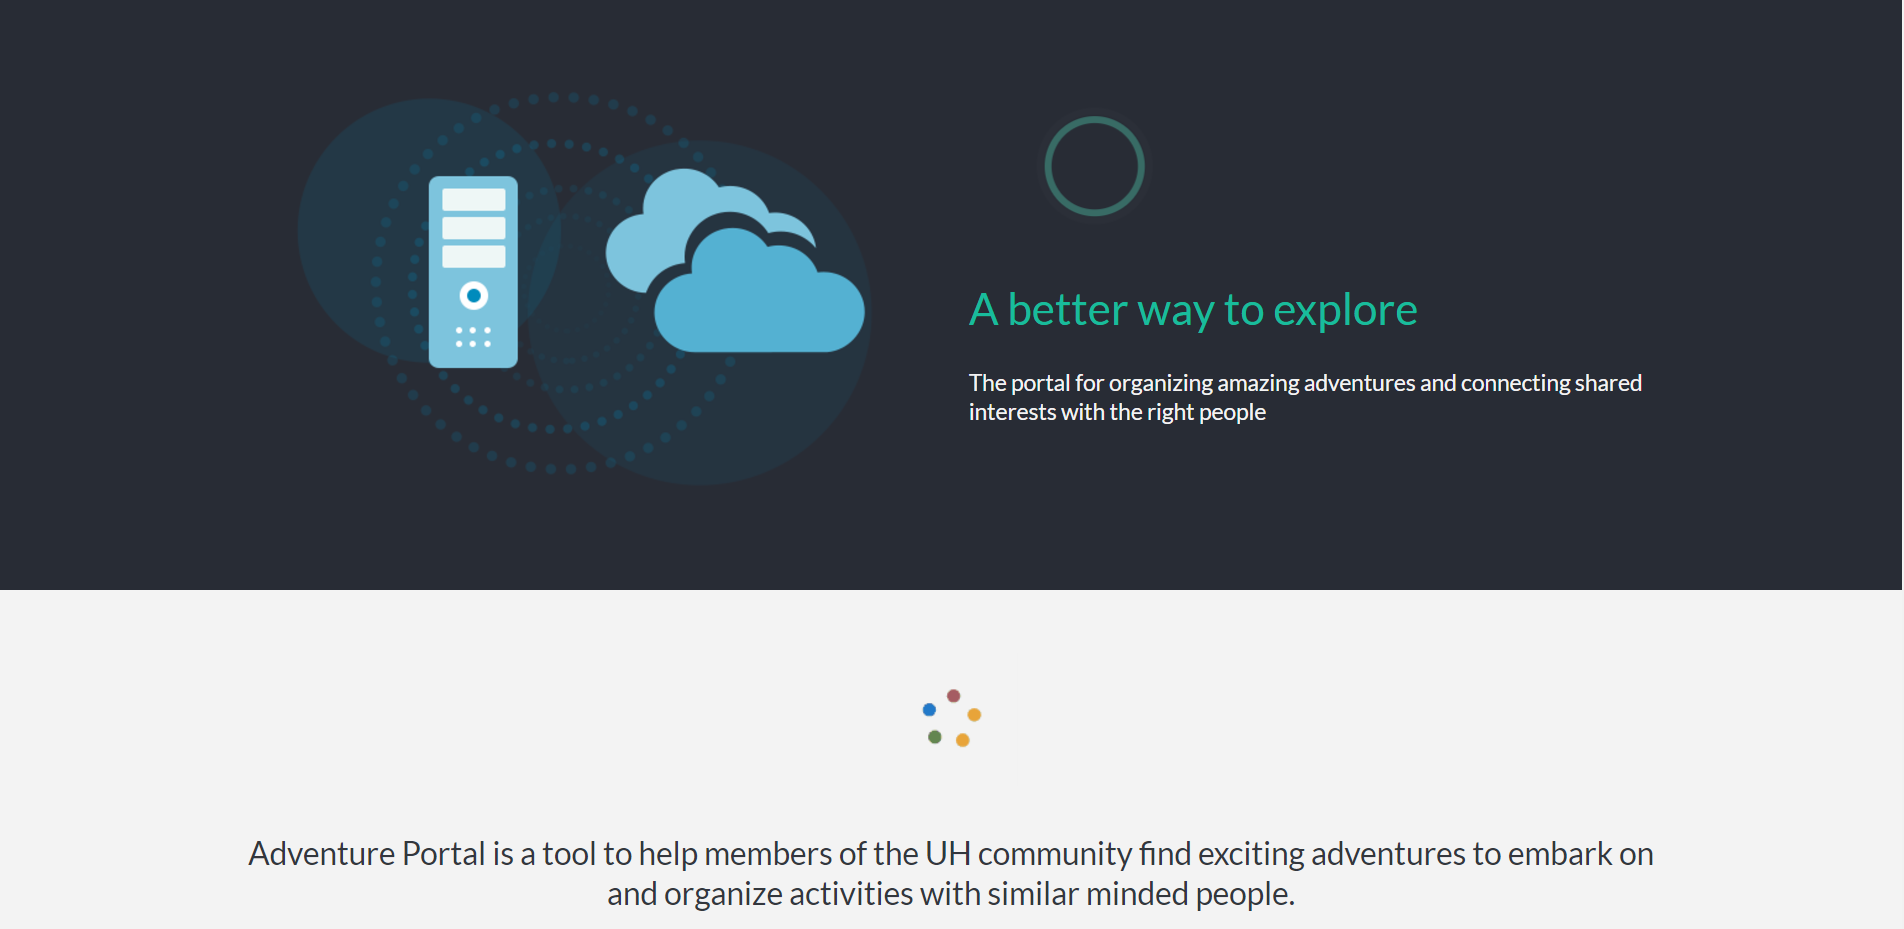 A better way to explore
The portal for organizing amazing adventures and connecting shared
interests with the right people
Adventure Portal is a tool to help members of the UH community find exciting adventures to embark on
and organize activities with similar minded people.